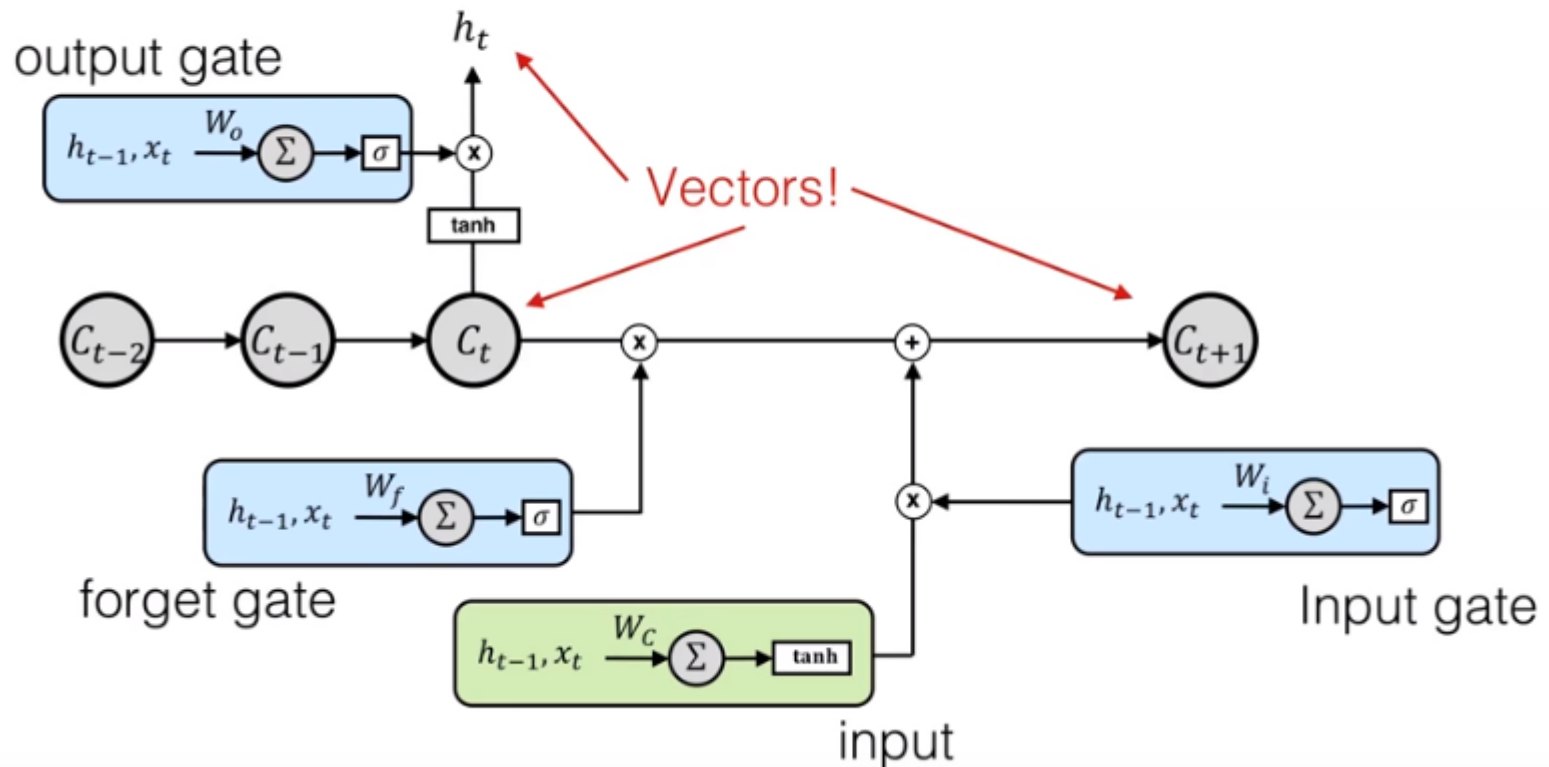 h_t
output gate
W_o
h_{t-1}, x_t Σ σ x
Vectors!
tanh
C_{t-2} C_{t-1} C_t x + C_{t+1}
W_f
h_{t-1}, x_t Σ σ
x
W_i
h_{t-1}, x_t Σ σ
forget gate
Input gate
W_C
h_{t-1}, x_t Σ tanh
input